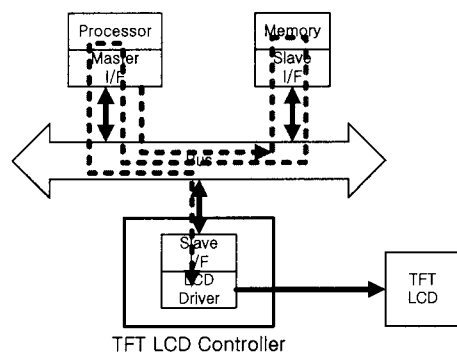 Processor
Master
I/F
Memory
Slave
I/F
Bus
Slave
I/F
LCD
Driver
TFT
LCD
TFT LCD Controller